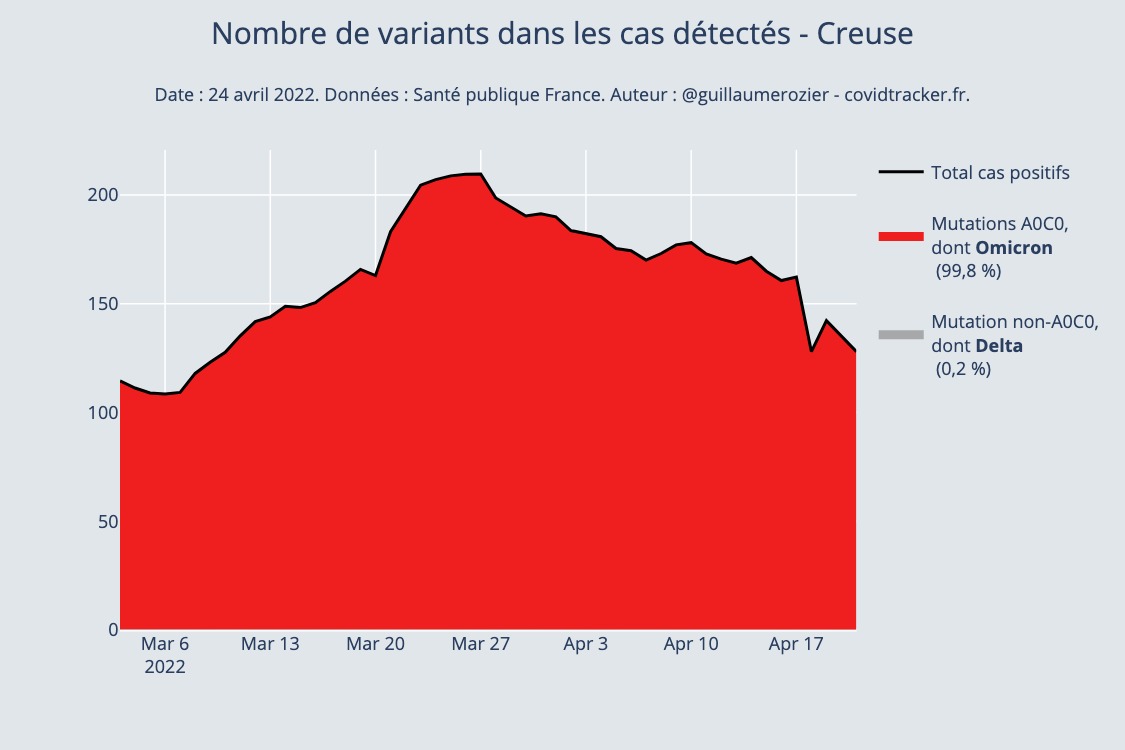 Nombre de variants dans les cas détectés - Creuse
Date : 24 avril 2022. Données : Santé publique France. Auteur : @guillaumerozier - covidtracker.fr.
200
150
100
50
0
Mar 6
2022
Mar 13
Mar 20
Mar 27
Apr 3
Apr 10
Apr 17
Total cas positifs
Mutations A0C0,
dont Omicron
(99,8 %)
Mutation non-A0C0,
dont Delta
(0,2 %)